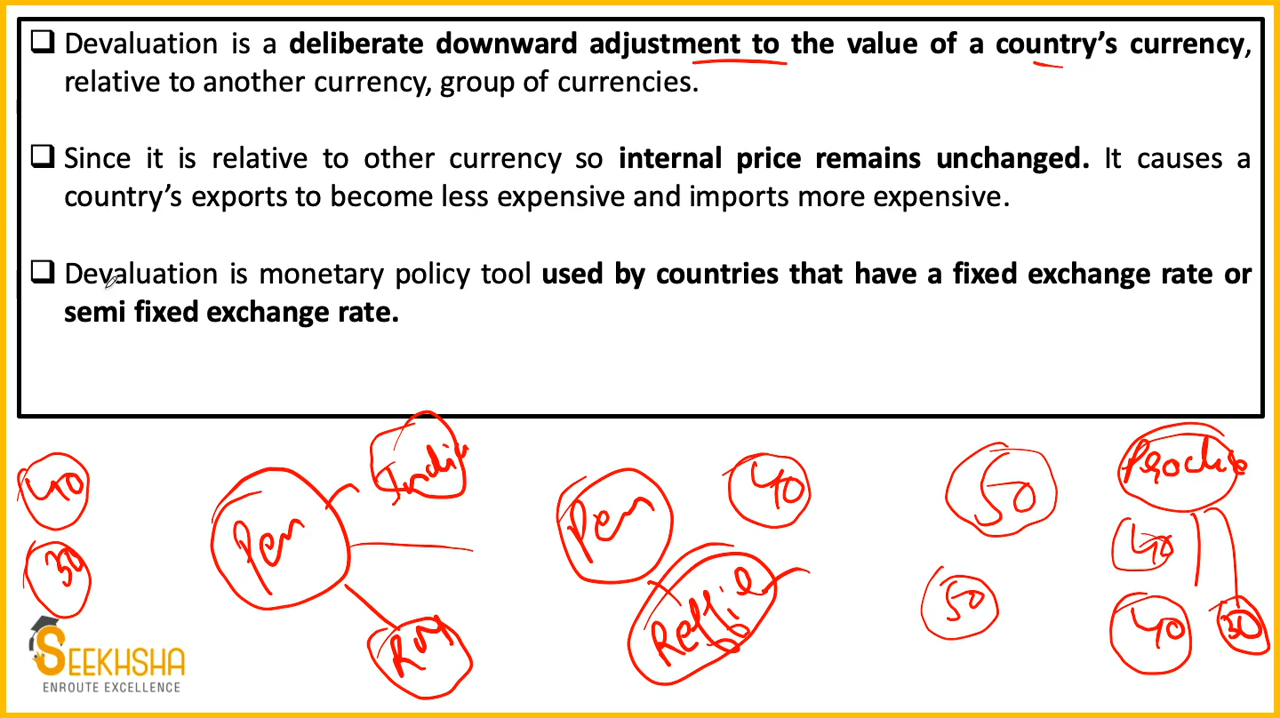 Devaluation is a deliberate downward adjustment to the value of a country's currency,
relative to another currency, group of currencies.
Since it is relative to other currency so internal price remains unchanged. It causes a
country's exports to become less expensive and imports more expensive.
Devaluation is monetary policy tool used by countries that have a fixed exchange rate or
semi fixed exchange rate.
40
30
Pen
India
Pen
Reffil
40
50
50
40
40
30
SEEKHSHA
ENROUTE EXCELLENCE